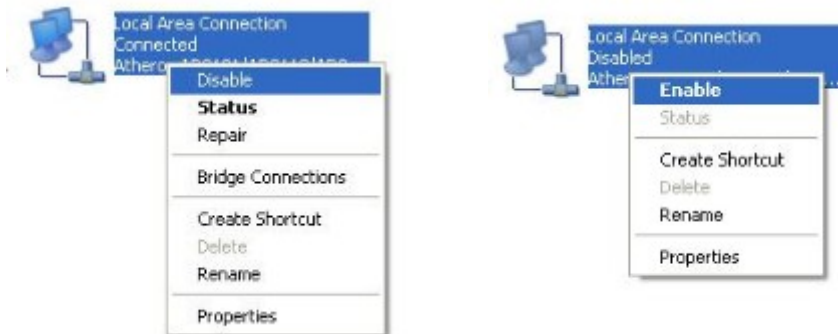 Local Area Connection
Connected
Disable
Status
Repair
Bridge Connections
Create Shortcut
Delete
Rename
Properties
Local Area Connection
Disabled
Enable
Status
Create Shortcut
Delete
Rename
Properties